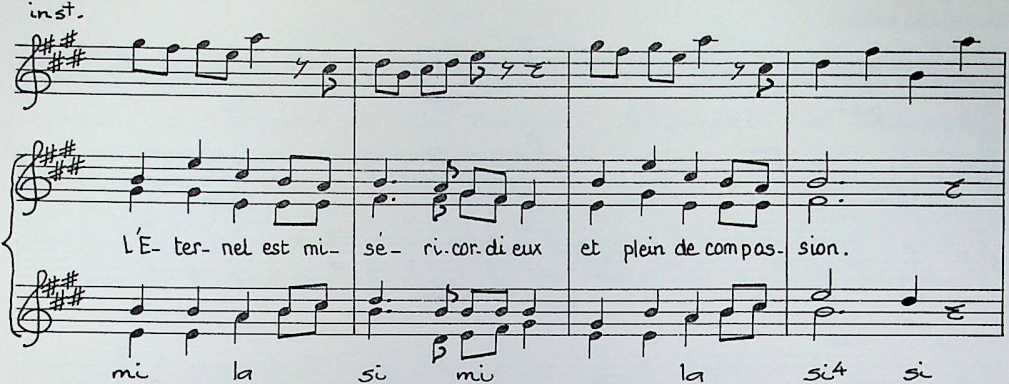 inst.
L'É- ter- nel est mi- sé- ri- cor- di eux et plein de com pas- sion.
mi la si mi la si4 si